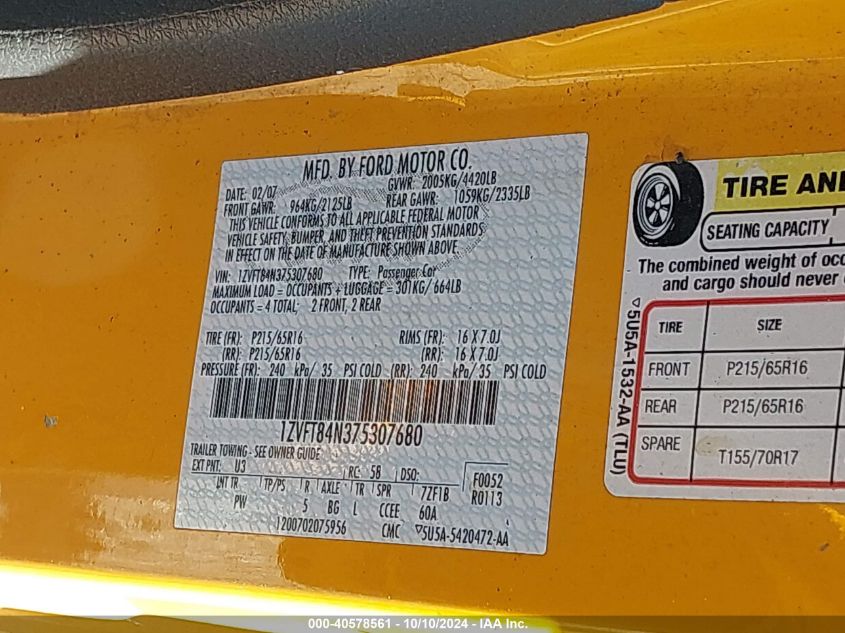 MFD. BY FORD MOTOR CO.
DATE: 02/07 GVWR: 2005KG/4420LB
FRONT GAWR: 964KG/2125LB REAR GAWR: 1059KG/2335LB
THIS VEHICLE CONFORMS TO ALL APPLICABLE FEDERAL MOTOR
VEHICLE SAFETY, BUMPER, AND THEFT PREVENTION STANDARDS
IN EFFECT ON THE DATE OF MANUFACTURE SHOWN ABOVE.
VIN: 1ZVFT84N375307680 TYPE: Passenger Car
MAXIMUM LOAD = OCCUPANTS + LUGGAGE = 301KG/664LB
OCCUPANTS = 4 TOTAL; 2 FRONT, 2 REAR
TIRE (FR): P215/65R16 RIMS (FR): 16 X 7.0J
(RR): P215/65R16 (RR): 16 X 7.0J
PRESSURE (FR): 240 kPa/ 35 PSI COLD (RR): 240 kPa/ 35 PSI COLD
1ZVFT84N375307680
TRAILER TOWING - SEE OWNER GUIDE
EXT PNT: U3 RC: 58 DSO: F0052
INT TR TP/PS R AXLE TR SPR 7ZF1B R0113
PW 5 BG L CCEE 60A
1200702075956 CMC ▽5U5A-5420472-AA
TIRE AND
SEATING CAPACITY
The combined weight of occ
and cargo should never
▽5U5A-1532-AA (TLU)
TIRE SIZE
FRONT P215/65R16
REAR P215/65R16
SPARE T155/70R17
000-40578561 - 10/10/2024 - IAA Inc.